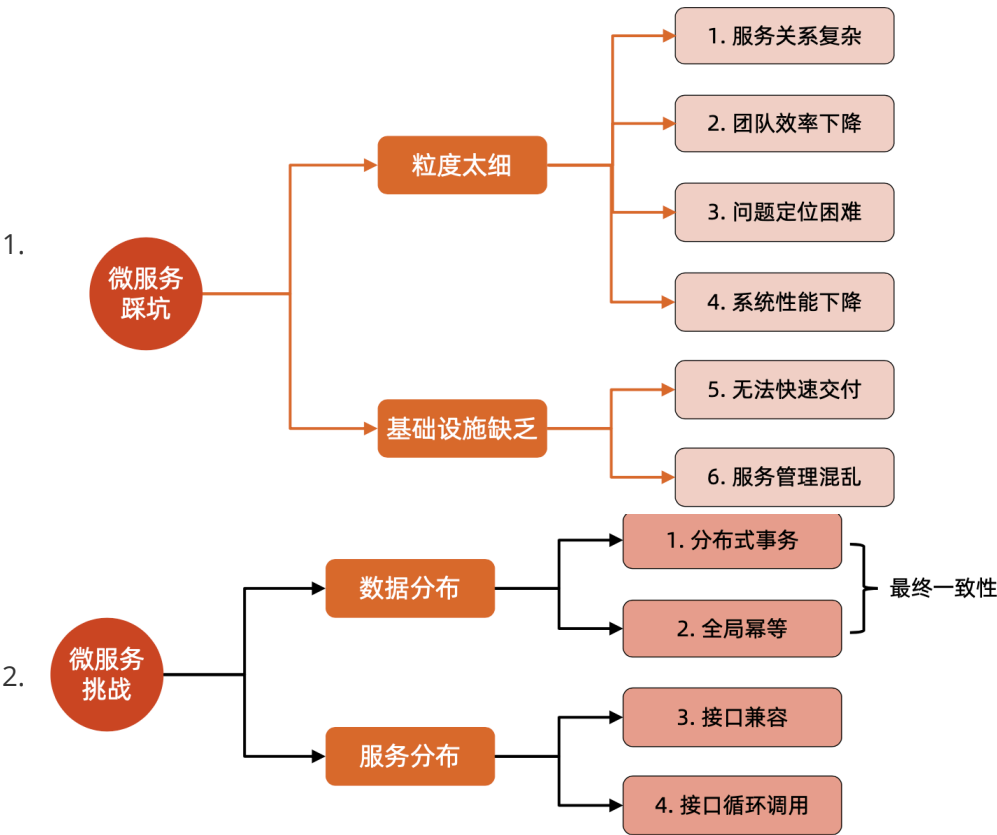 1.
微服务
踩坑
粒度太细
1. 服务关系复杂
2. 团队效率下降
3. 问题定位困难
4. 系统性能下降
基础设施缺乏
5. 无法快速交付
6. 服务管理混乱
2.
微服务
挑战
数据分布
1. 分布式事务
2. 全局幂等
最终一致性
服务分布
3. 接口兼容
4. 接口循环调用